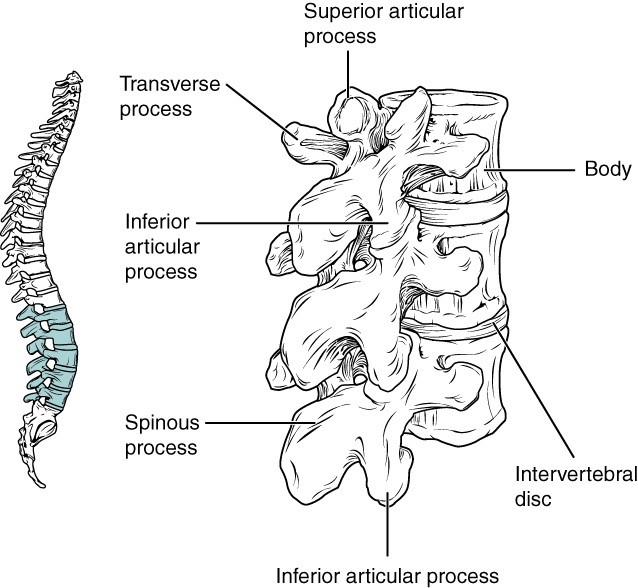 Superior articular
process
Transverse
process
Body
Inferior
articular
process
Spinous
process
Intervertebral
disc
Inferior articular process